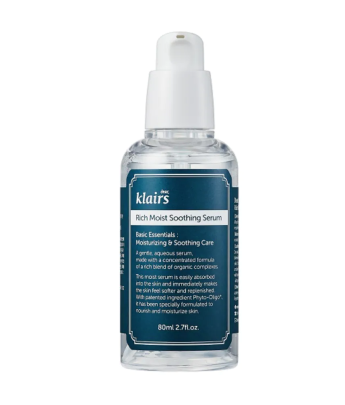 dear,
klairs
Rich Moist Soothing Serum
Basic Essentials :
Moisturizing & Soothing Care
A gentle, aqueous serum,
made with a concentrated formula
of a rich blend of organic complexes.
This moist serum is easily absorbed
into the skin and immediately makes
the skin feel softer and replenished.
With patented ingredient Phyto-Oligo®,
it has been specially formulated to
nourish and moisturize skin.
80ml 2.7fl.oz.